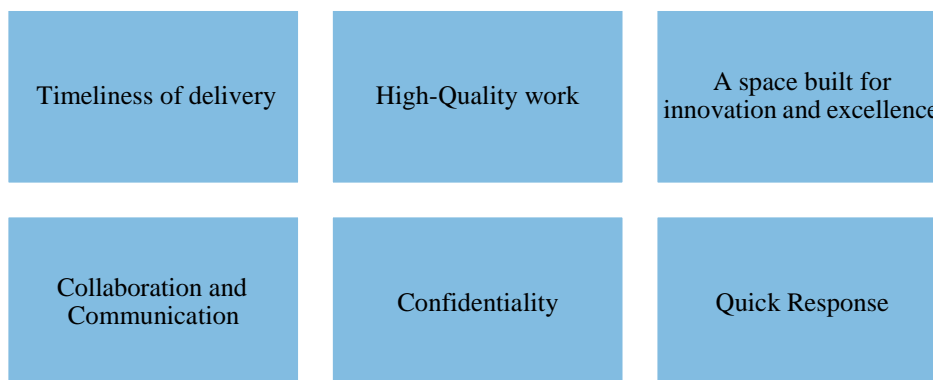 Timeliness of delivery
High-Quality work
A space built for
innovation and excellence
Collaboration and
Communication
Confidentiality
Quick Response